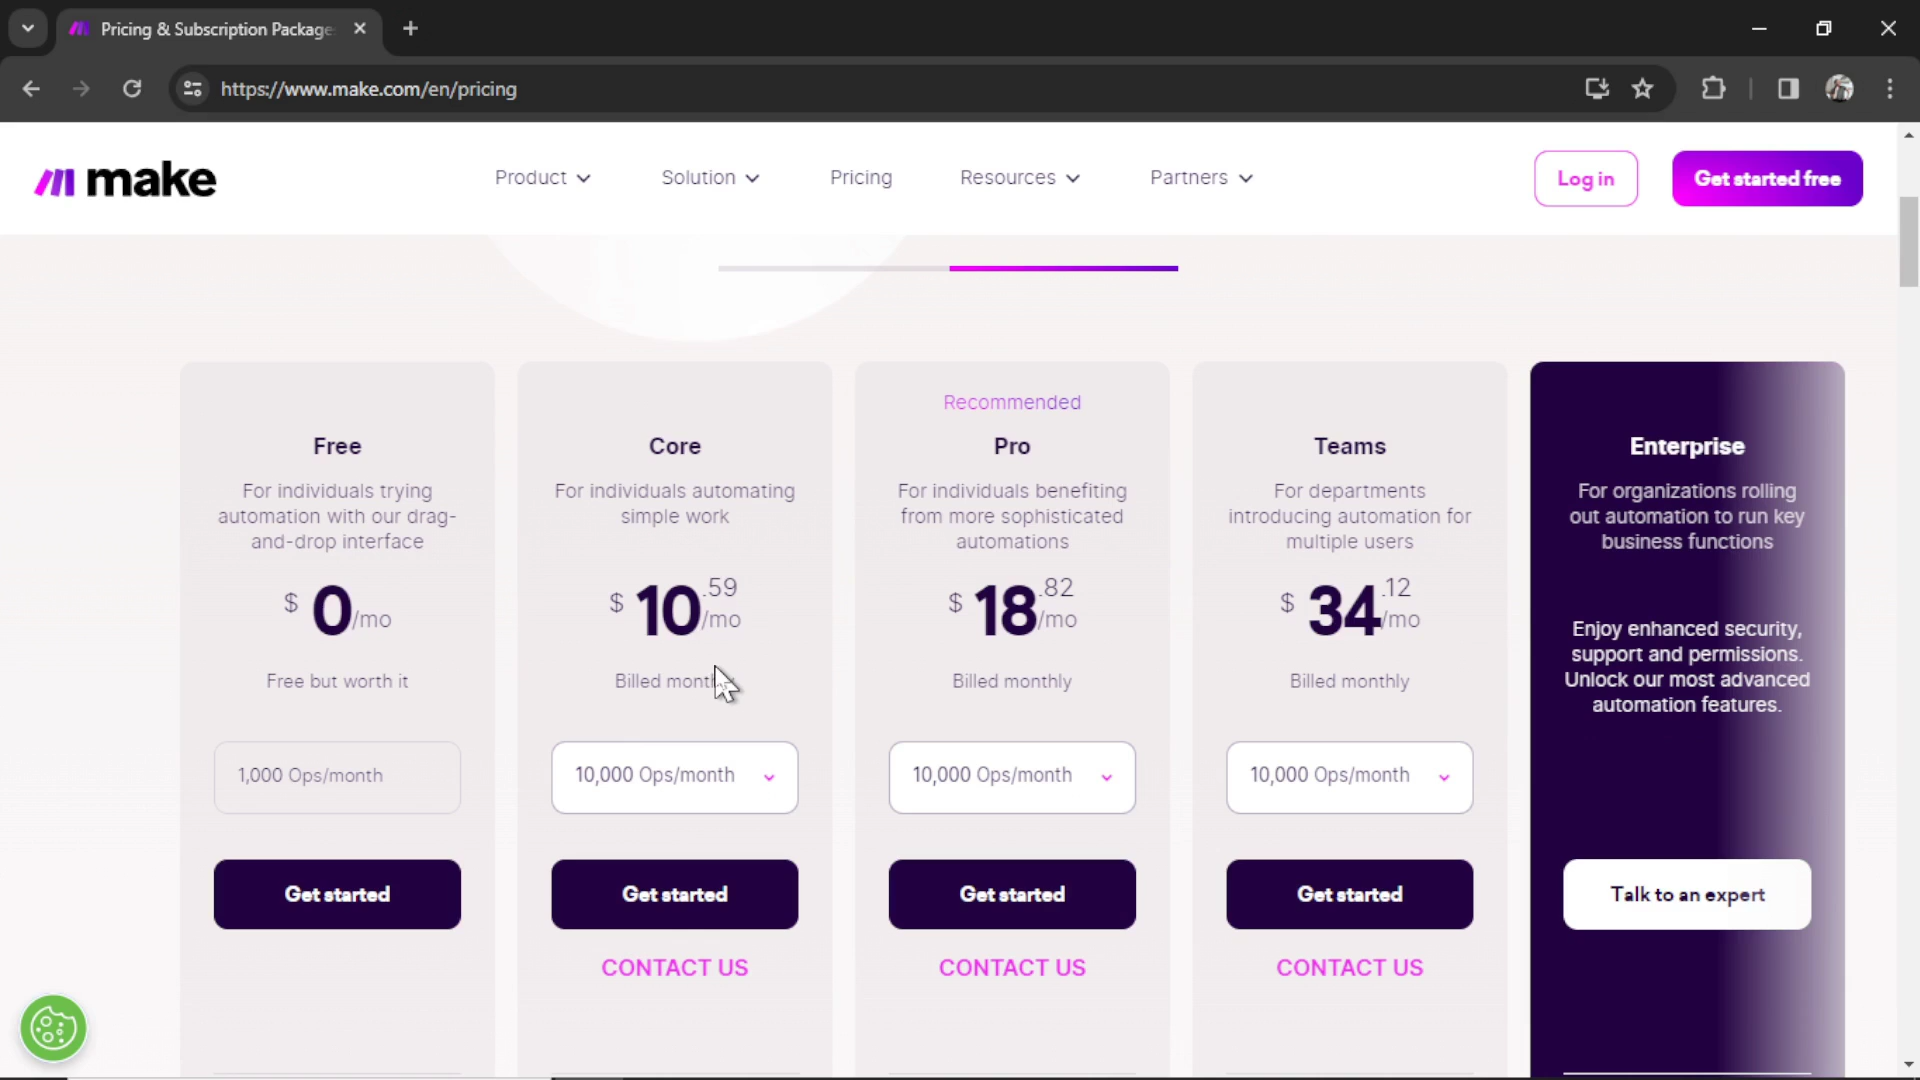 Pricing & Subscription Package
https://www.make.com/en/pricing
make
Product
Solution
Pricing
Resources
Partners
Log in
Get started free
Free
For individuals trying
automation with our drag-
and-drop interface
$ 0/mo
Free but worth it
1,000 Ops/month
Get started
Core
For individuals automating
simple work
$ 10.59/mo
Billed monthly
10,000 Ops/month
Get started
CONTACT US
Recommended
Pro
For individuals benefiting
from more sophisticated
automations
$ 18.82/mo
Billed monthly
10,000 Ops/month
Get started
CONTACT US
Teams
For departments
introducing automation for
multiple users
$ 34.12/mo
Billed monthly
10,000 Ops/month
Get started
CONTACT US
Enterprise
For organizations rolling
out automation to run key
business functions
Enjoy enhanced security,
support and permissions.
Unlock our most advanced
automation features.
Talk to an expert